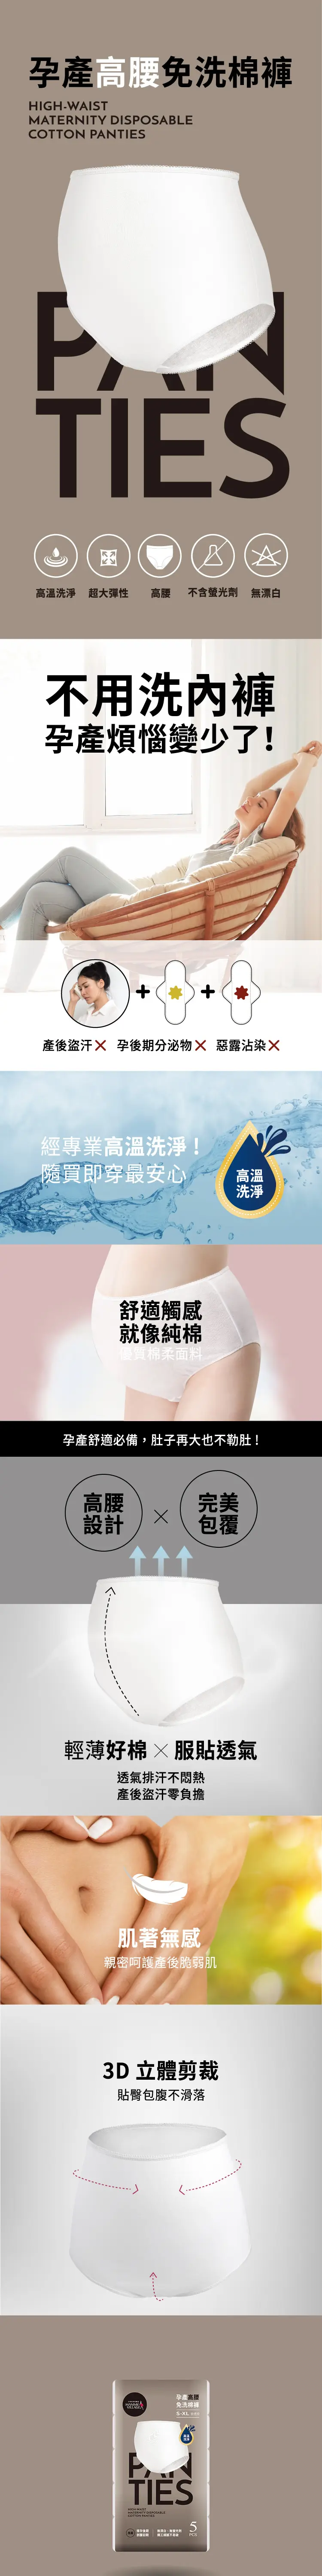 孕產高腰免洗棉褲
HIGH-WAIST
MATERNITY DISPOSABLE
COTTON PANTIES
PAN
TIES
高溫洗淨 超大彈性 高腰 不含螢光劑 無漂白
不用洗內褲
孕產煩惱變少了!
產後盜汗 孕後期分泌物 惡露沾染
經專業高溫洗淨!
隨買即穿最安心
高溫
洗淨
舒適觸感
就像純棉
優質棉柔面料
孕產舒適必備,肚子再大也不勒肚!
高腰
設計
完美
包覆
輕薄好棉 × 服貼透氣
透氣排汗不悶熱
產後盜汗零負擔
肌著無感
親密呵護產後脆弱肌
3D 立體剪裁
貼臀包腹不滑落
孕產高腰
免洗棉褲
PAN
TIES
HIGH-WAIST
MATERNITY DISPOSABLE
COTTON PANTIES
5
PCS